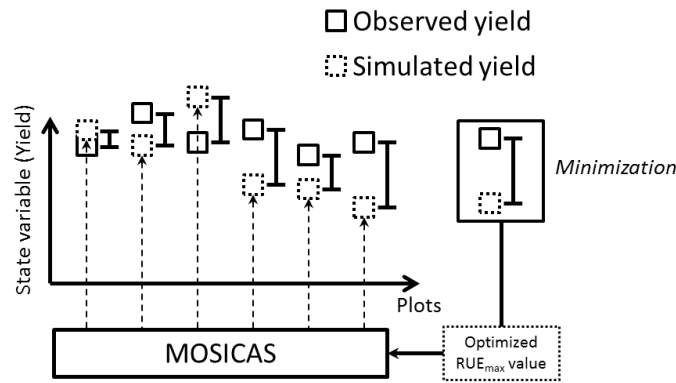 Observed yield
Simulated yield
State variable (Yield)
Minimization
Plots
MOSICAS
Optimized
RUEmax value